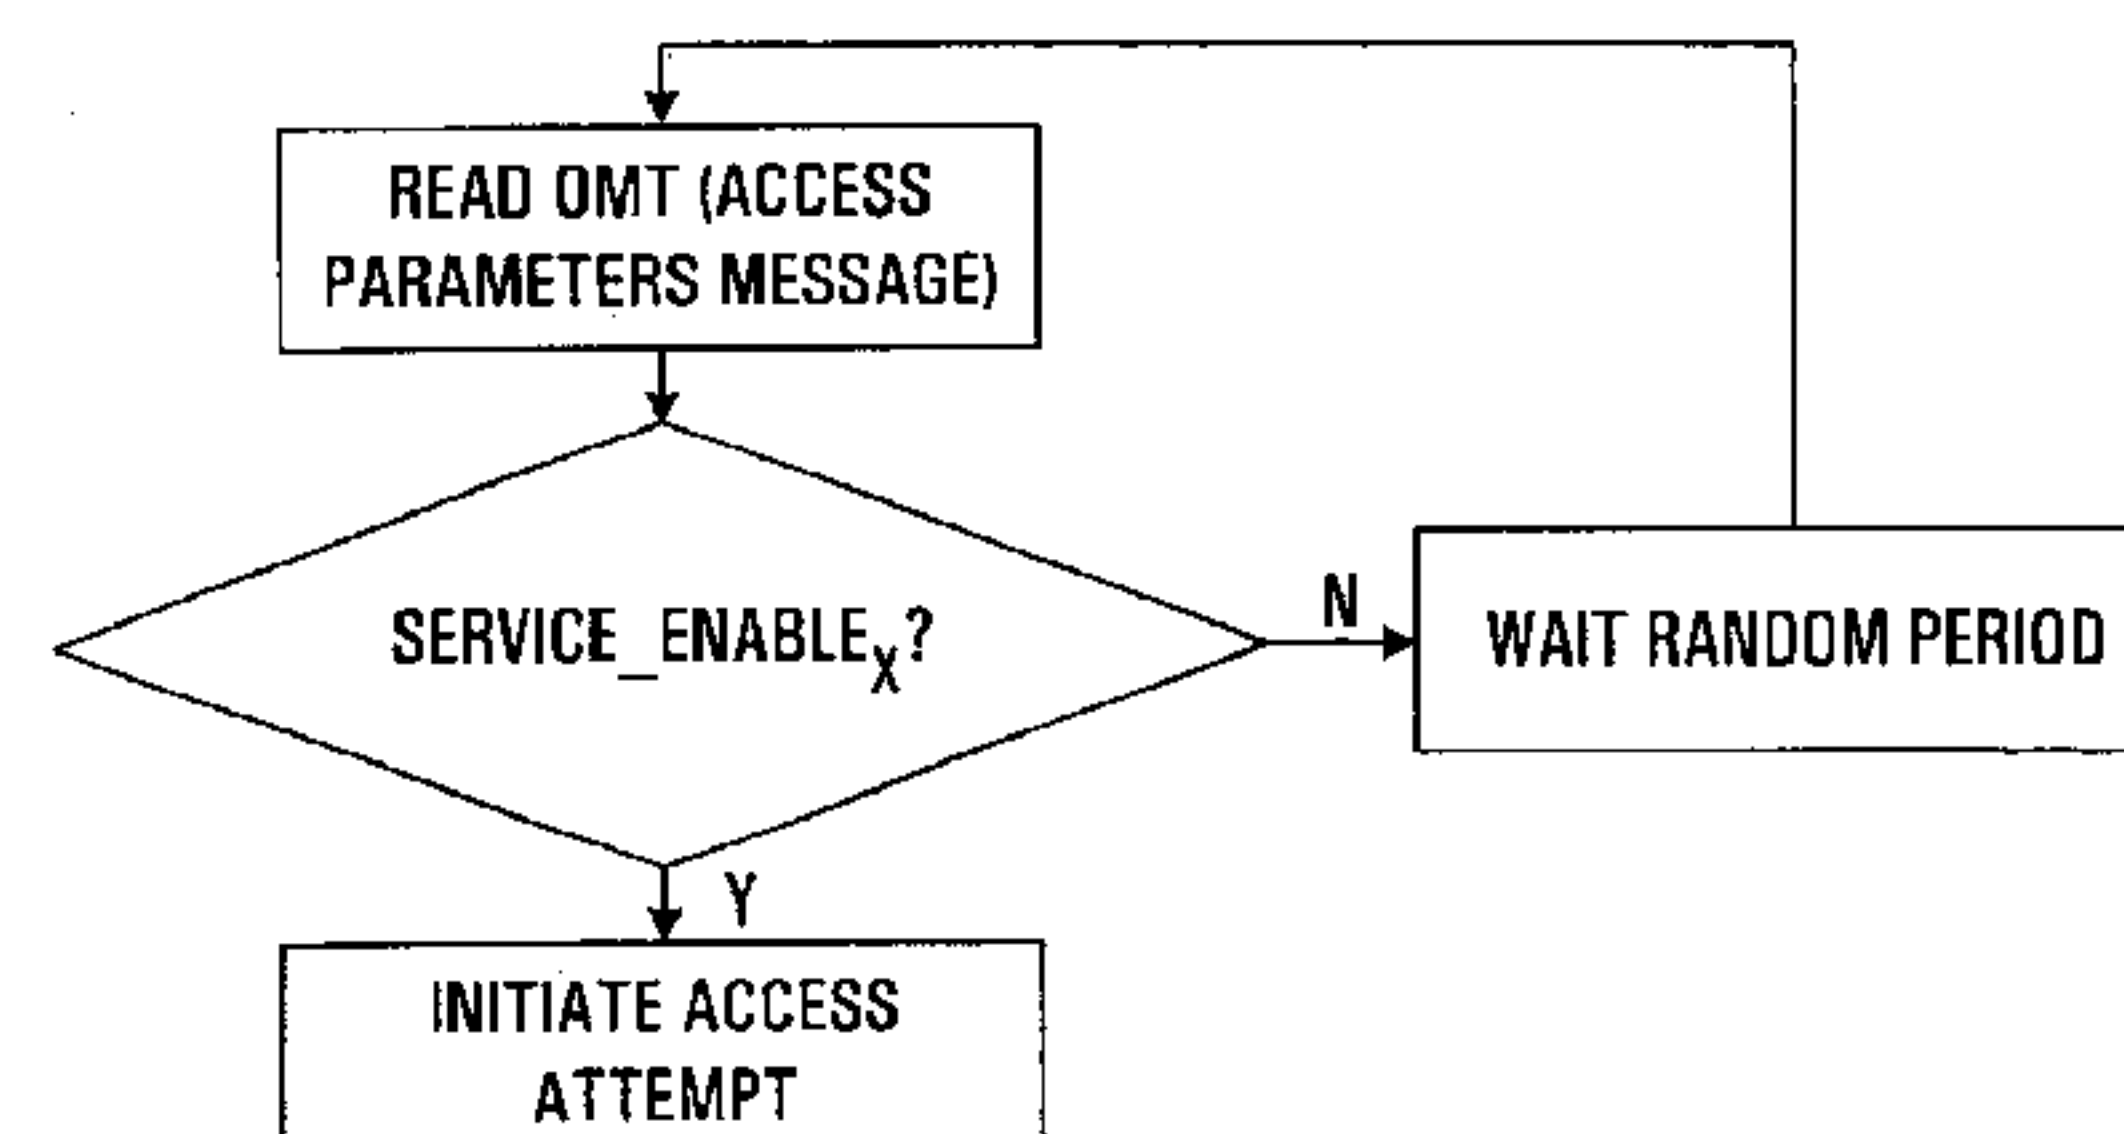 READ OMT (ACCESS
PARAMETERS MESSAGE)
SERVICE_ENABLEX?
N
WAIT RANDOM PERIOD
Y
INITIATE ACCESS
ATTEMPT